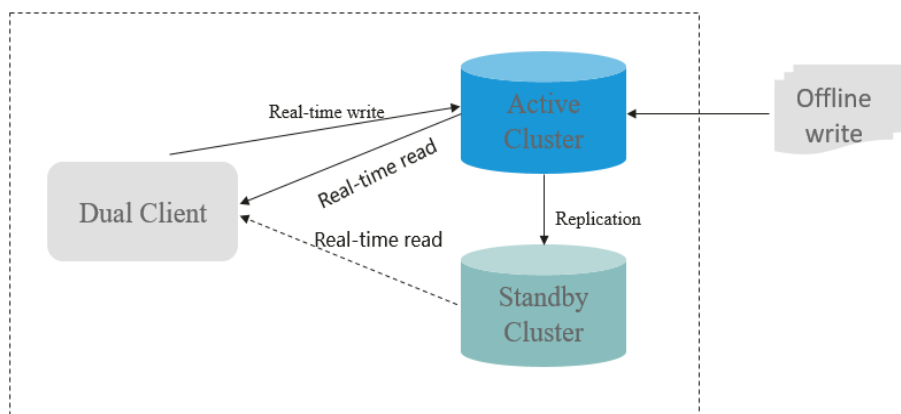 Real-time write
Active
Cluster
Offline
write
Real-time read
Dual Client
Replication
Real-time read
Standby
Cluster